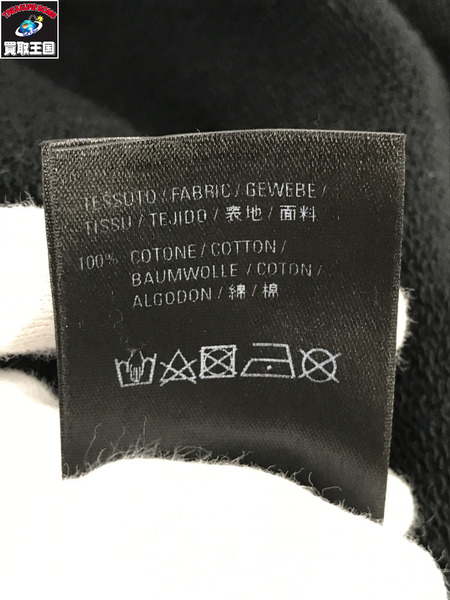 買取王国
TESSUTO / FABRIC / GEWEBE /
TISSU / TEJIDO / 表地 / 面料
100% COTONE / COTTON /
BAUMWOLLE / COTON /
ALGODON / 綿 / 棉